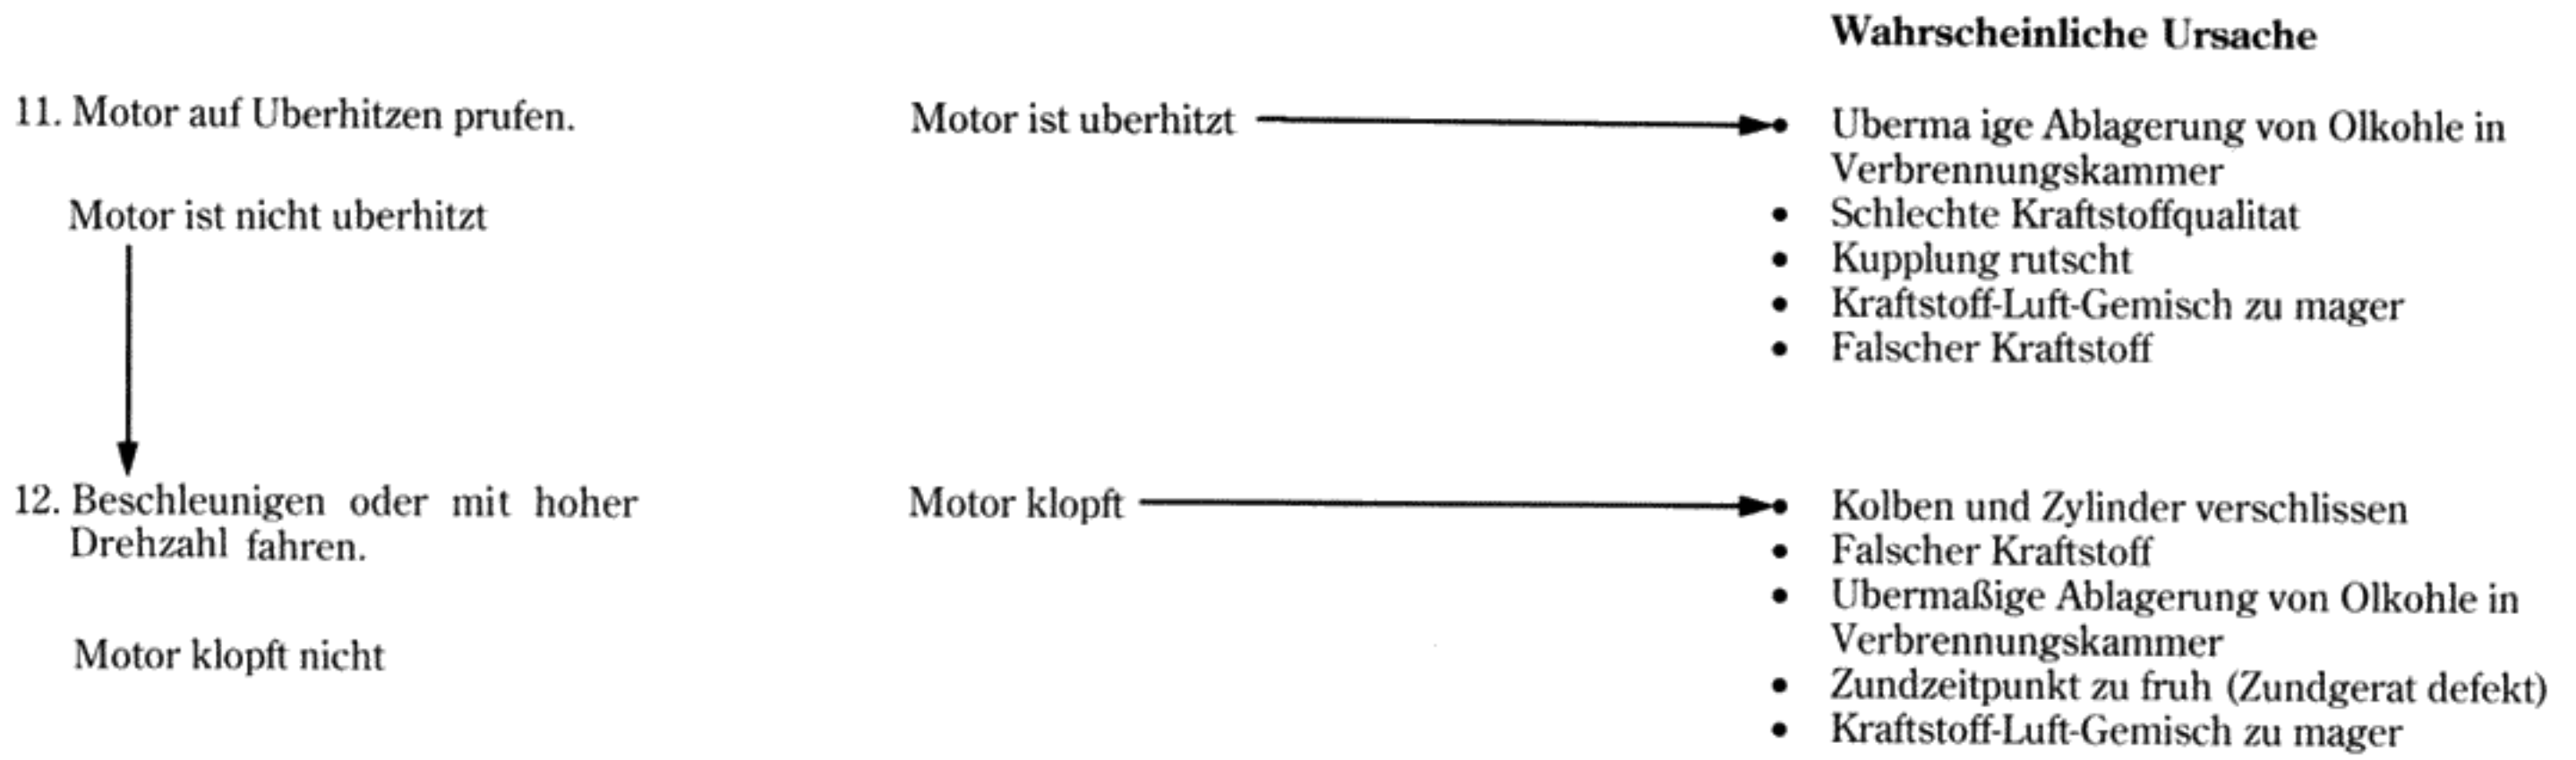 Wahrscheinliche Ursache
11. Motor auf Uberhitzen prufen.
Motor ist uberhitzt
• Uberma ige Ablagerung von Olkohle in
Verbrennungskammer
• Schlechte Kraftstoffqualitat
• Kupplung rutscht
• Kraftstoff-Luft-Gemisch zu mager
• Falscher Kraftstoff
Motor ist nicht uberhitzt
12. Beschleunigen oder mit hoher
Drehzahl fahren.
Motor klopft
• Kolben und Zylinder verschlissen
• Falscher Kraftstoff
• Ubermaßige Ablagerung von Olkohle in
Verbrennungskammer
• Zundzeitpunkt zu fruh (Zundgerat defekt)
• Kraftstoff-Luft-Gemisch zu mager
Motor klopft nicht